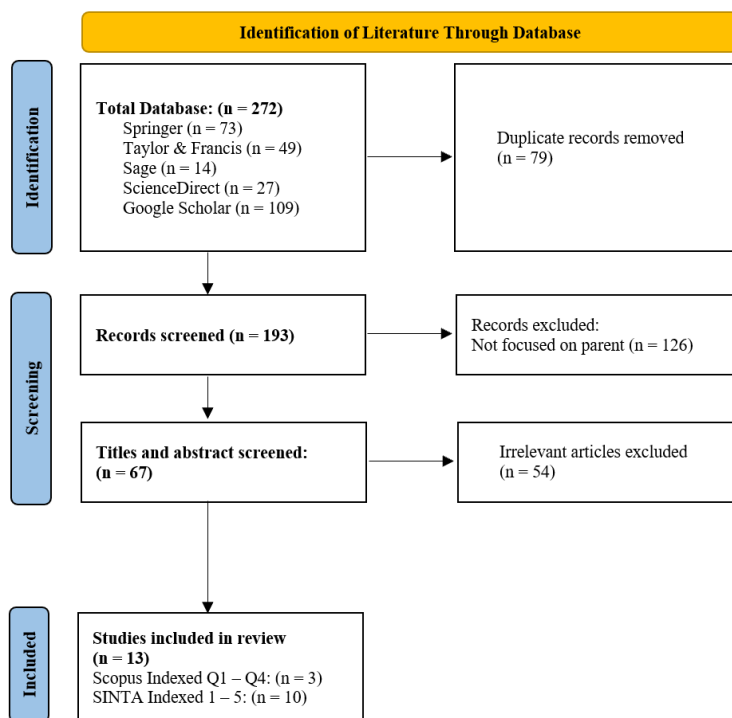 Identification of Literature Through Database
Identification
Total Database: (n = 272)
Springer (n = 73)
Taylor & Francis (n = 49)
Sage (n = 14)
ScienceDirect (n = 27)
Google Scholar (n = 109)
Duplicate records removed
(n = 79)
Screening
Records screened (n = 193)
Records excluded:
Not focused on parent (n = 126)
Titles and abstract screened:
(n = 67)
Irrelevant articles excluded
(n = 54)
Included
Studies included in review
(n = 13)
Scopus Indexed Q1 – Q4: (n = 3)
SINTA Indexed 1 – 5: (n = 10)